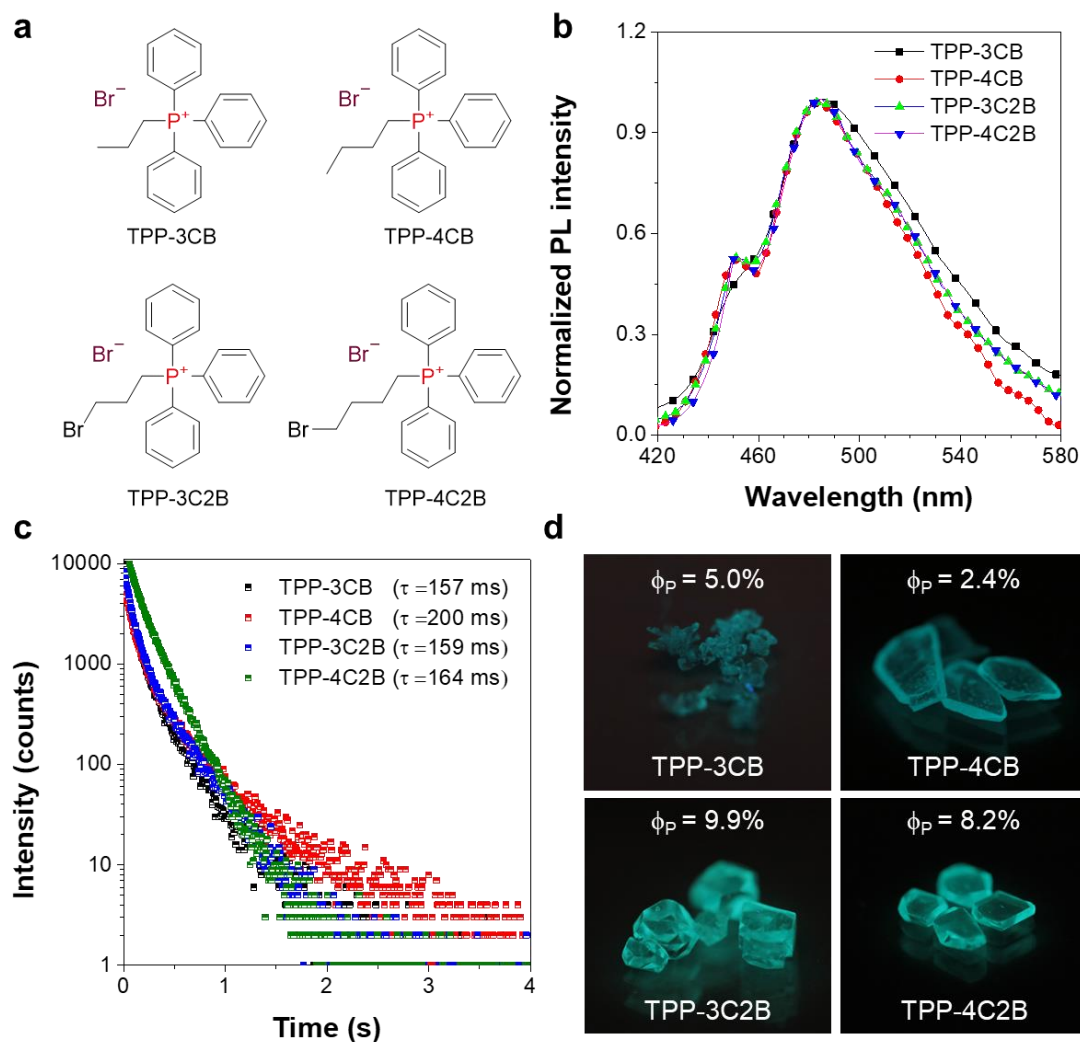 a
Br⁻
P⁺
TPP-3CB
Br⁻
P⁺
TPP-4CB
Br⁻
P⁺
Br
TPP-3C2B
Br⁻
P⁺
Br
TPP-4C2B
b
Normalized PL intensity
1.2
0.9
0.6
0.3
0.0
420 460 500 540 580
Wavelength (nm)
TPP-3CB
TPP-4CB
TPP-3C2B
TPP-4C2B
c
Intensity (counts)
10000
1000
100
10
1
0 1 2 3 4
Time (s)
TPP-3CB (τ =157 ms)
TPP-4CB (τ =200 ms)
TPP-3C2B (τ =159 ms)
TPP-4C2B (τ =164 ms)
d
ϕP = 5.0%
TPP-3CB
ϕP = 2.4%
TPP-4CB
ϕP = 9.9%
TPP-3C2B
ϕP = 8.2%
TPP-4C2B